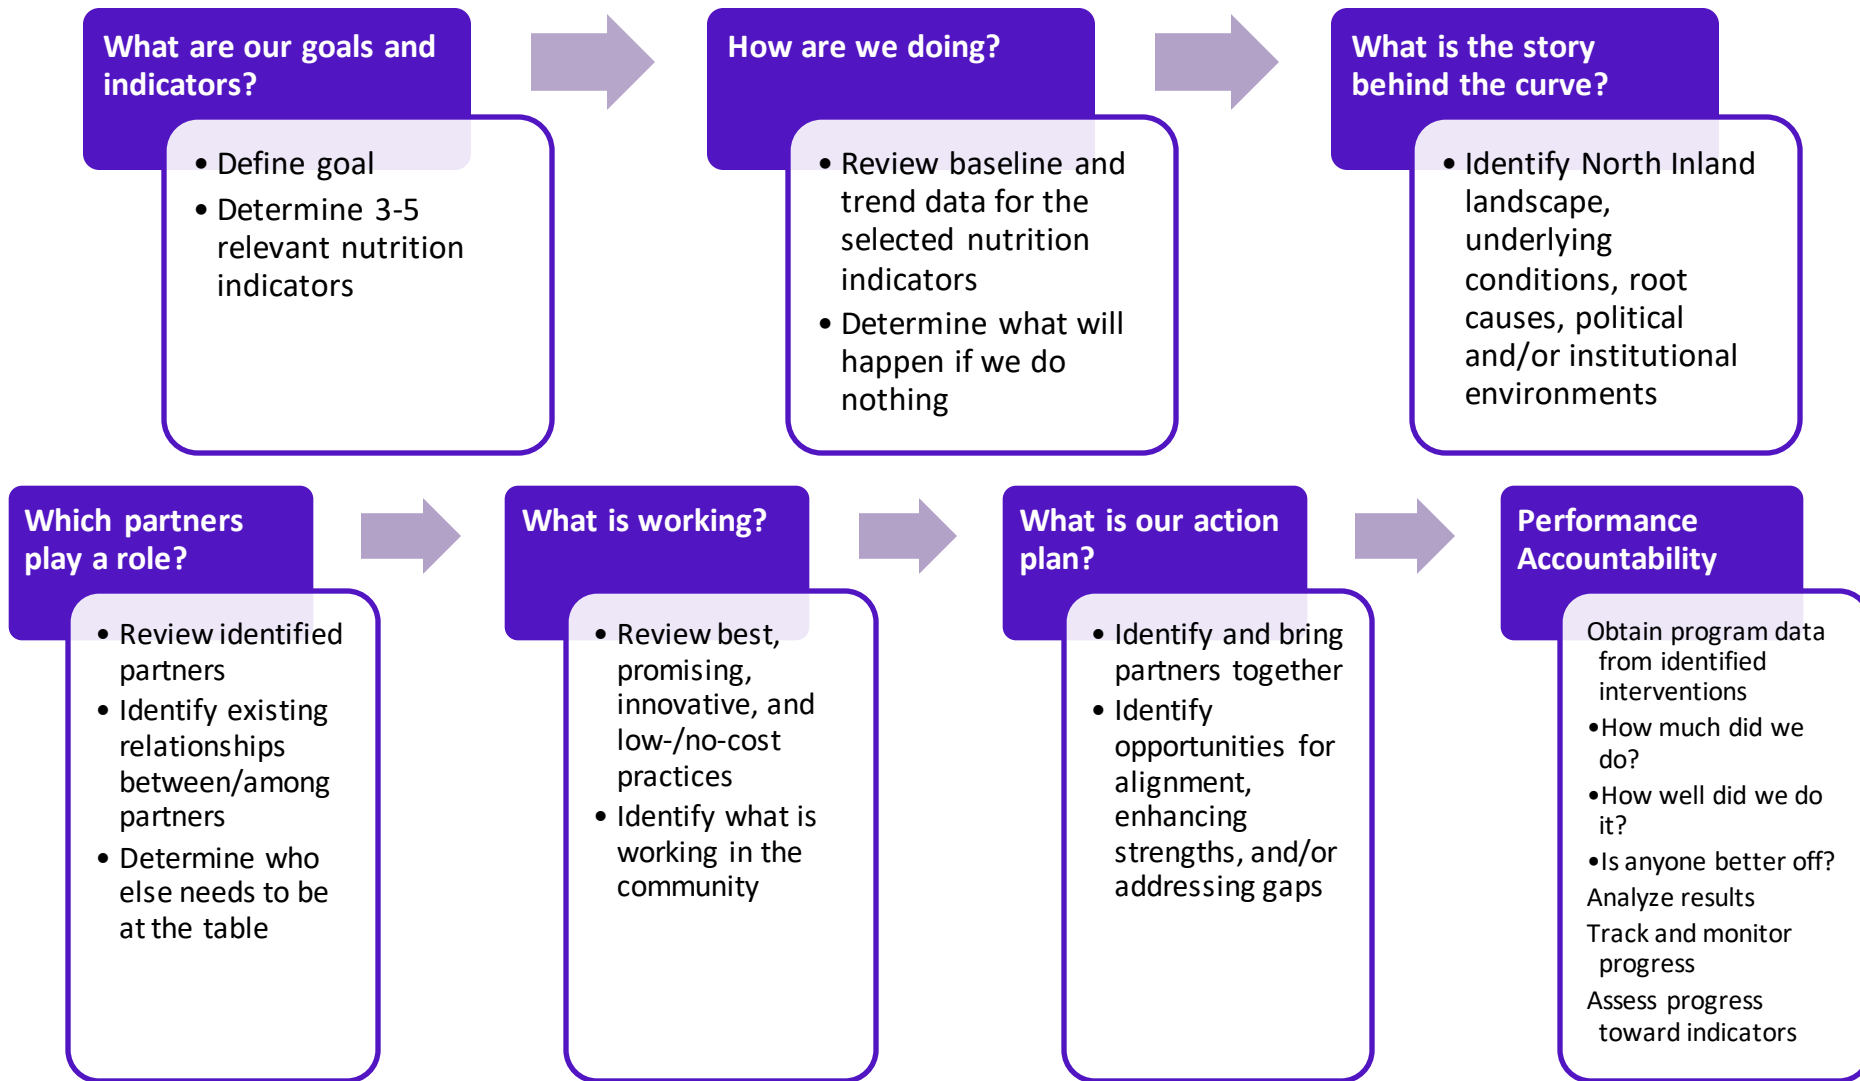 What are our goals and
indicators?
• Define goal
• Determine 3-5
relevant nutrition
indicators
How are we doing?
• Review baseline and
trend data for the
selected nutrition
indicators
• Determine what will
happen if we do
nothing
What is the story
behind the curve?
• Identify North Inland
landscape,
underlying
conditions, root
causes, political
and/or institutional
environments
Which partners
play a role?
• Review identified
partners
• Identify existing
relationships
between/among
partners
• Determine who
else needs to be
at the table
What is working?
• Review best,
promising,
innovative, and
low-/no-cost
practices
• Identify what is
working in the
community
What is our action
plan?
• Identify and bring
partners together
• Identify
opportunities for
alignment,
enhancing
strengths, and/or
addressing gaps
Performance
Accountability
Obtain program data
from identified
interventions
•How much did we
do?
•How well did we do
it?
•Is anyone better off?
Analyze results
Track and monitor
progress
Assess progress
toward indicators